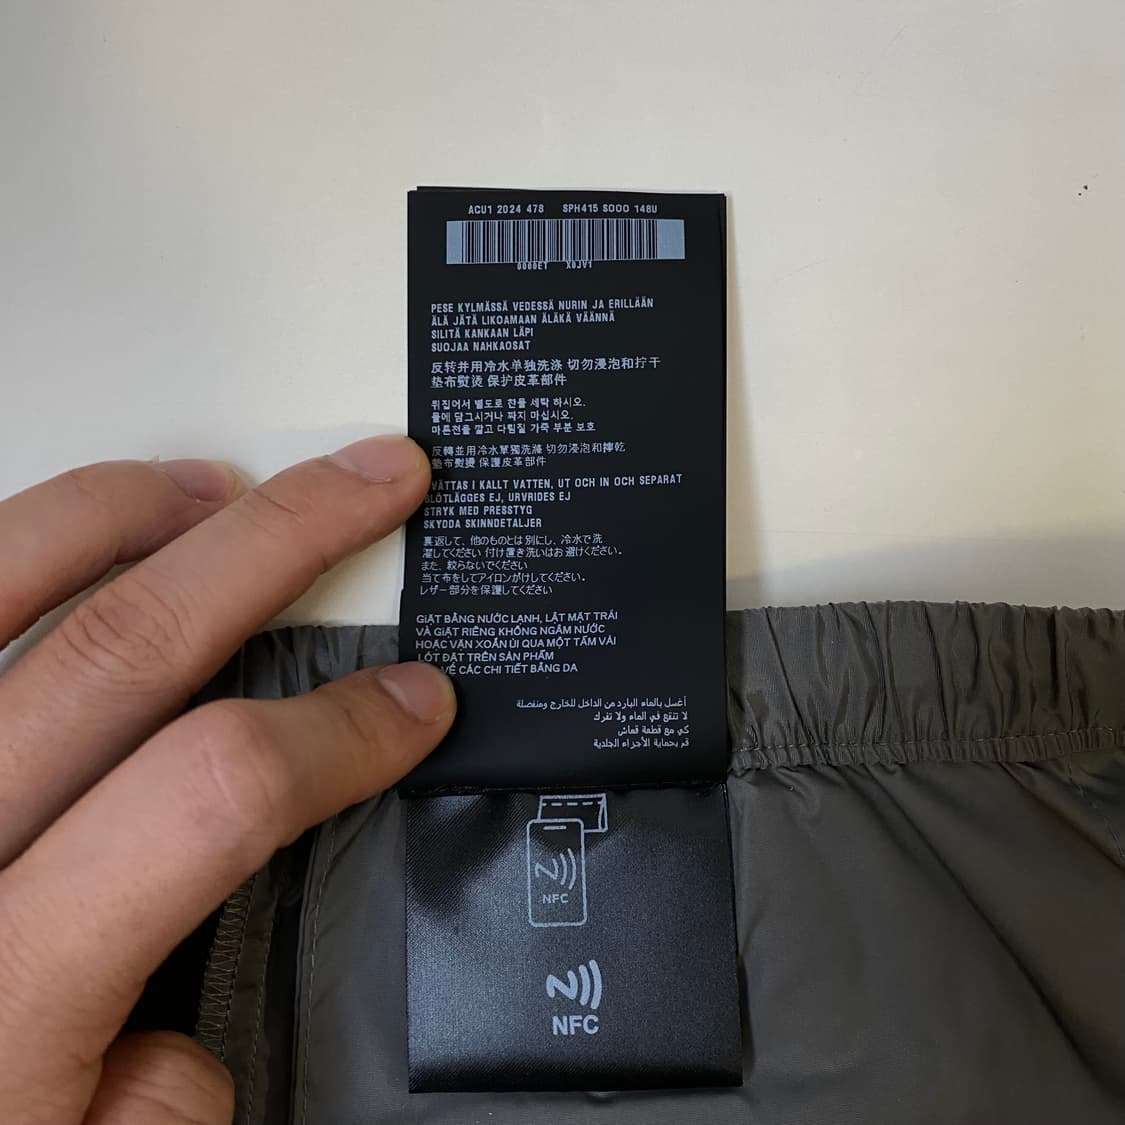 ACU1 2024 478 SPH415 S000 148U
0000E1 X0JV1
PESE KYLMÄSSÄ VEDESSÄ NURIN JA ERILLÄÄN
ÄLÄ JÄTÄ LIKOAMAAN ÄLÄKÄ VÄÄNNÄ
SILITÄ KANKAAN LÄPI
SUOJAA NAHKAOSAT
反转并用冷水单独洗涤 切勿浸泡和拧干
垫布熨烫 保护皮革部件
뒤집어서 별도로 찬물 세탁 하시오.
물에 담그시거나 짜지 마십시오.
마른천을 깔고 다림질 가죽 부분 보호
反轉並用冷水單獨洗滌 切勿浸泡和擰乾
墊布熨燙 保護皮革部件
TVÄTTAS I KALLT VATTEN, UT OCH IN OCH SEPARAT
BLÖTLÄGGES EJ, URVRIDES EJ
STRYK MED PRESSTYG
SKYDDA SKINNDETALJER
裏返して、他のものとは別にし、冷水で洗
濯してください 付け置き洗いはお避けください。
また、絞らないでください
当て布をしてアイロンがけしてください。
レザー部分を保護してください
GIẶT BẰNG NƯỚC LẠNH, LẬT MẶT TRÁI
VÀ GIẶT RIÊNG KHÔNG NGÂM NƯỚC
HOẶC VẶN XOẮN ỦI QUA MỘT TẤM VẢI
LÓT ĐẶT TRÊN SẢN PHẨM
VỆ CÁC CHI TIẾT BẰNG DA
أغسل بالماء البارد من الداخل للخارج ومنفصلة
لا تنقع في الماء ولا تفرك
كي مع قطعة قماش
قم بحماية الأجزاء الجلدية
NFC
NFC